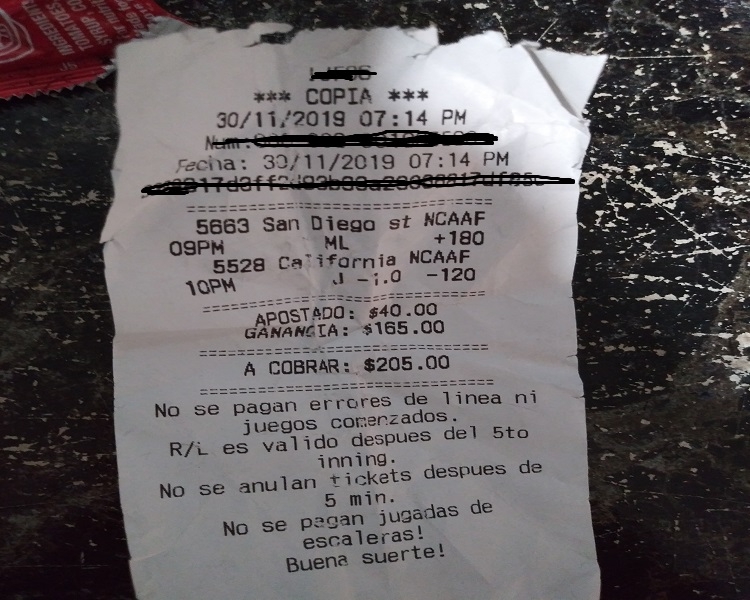 *** COPIA ***
30/11/2019 07:14 PM
Num:
Fecha: 30/11/2019 07:14 PM
5663 San Diego st NCAAF
09PM ML +180
5528 California NCAAF
10PM J -1.0 -120
APOSTADO: $40.00
GANANCIA: $165.00
A COBRAR: $205.00
No se pagan errores de linea ni
juegos comenzados.
R/L es valido despues del 5to
inning.
No se anulan tickets despues de
5 min.
No se pagan jugadas de
escaleras!
Buena suerte!